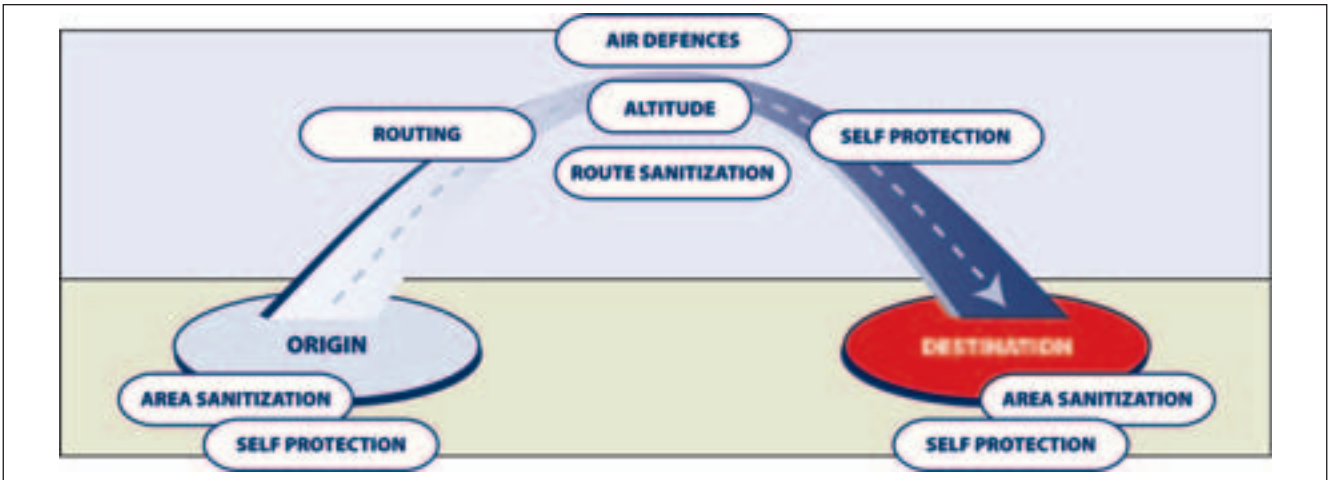 AIR DEFENCES
ALTITUDE
ROUTING
SELF PROTECTION
ROUTE SANITIZATION
ORIGIN
DESTINATION
AREA SANITIZATION
AREA SANITIZATION
SELF PROTECTION
SELF PROTECTION